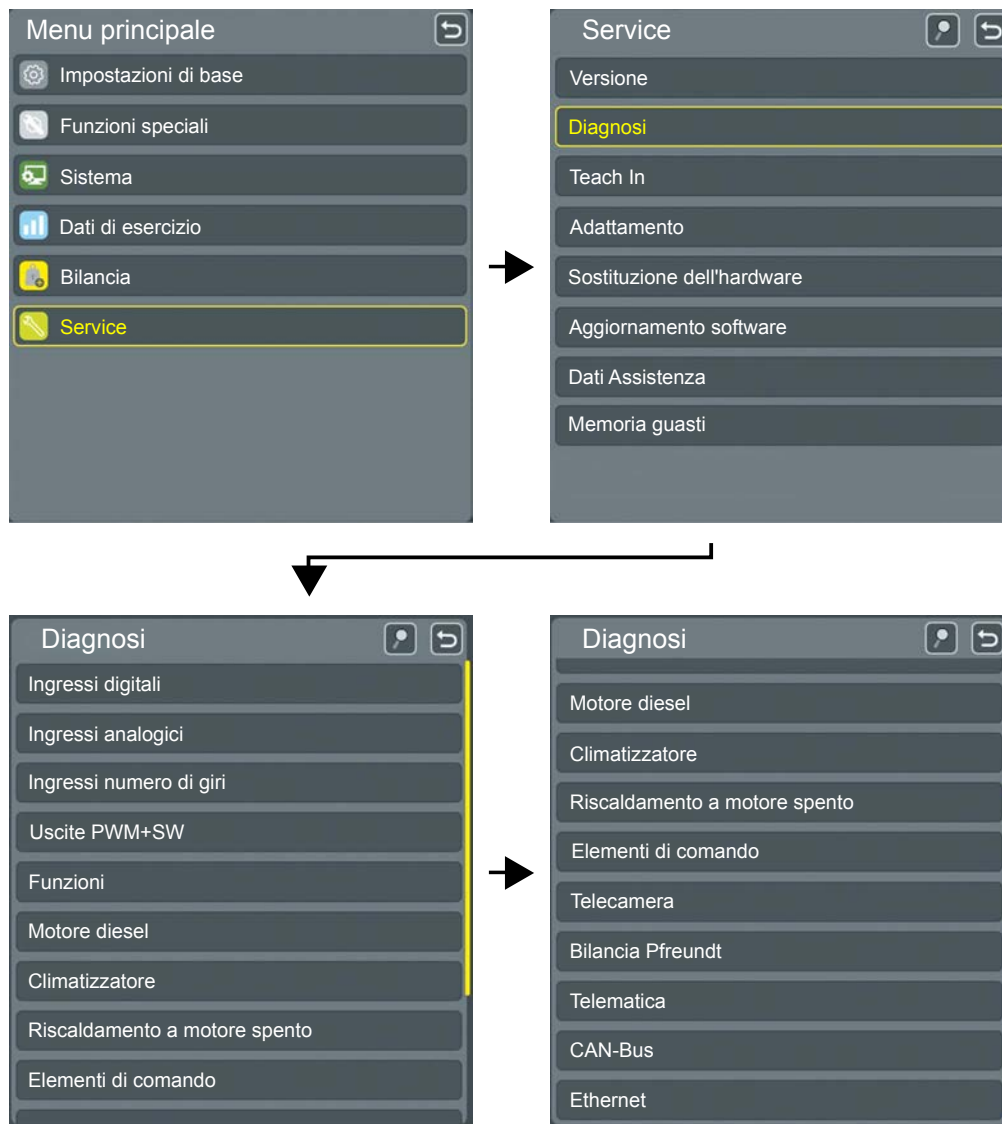 Menu principale
Impostazioni di base
Funzioni speciali
Sistema
Dati di esercizio
Bilancia
Service
Service
Versione
Diagnosi
Teach In
Adattamento
Sostituzione dell'hardware
Aggiornamento software
Dati Assistenza
Memoria guasti
Diagnosi
Ingressi digitali
Ingressi analogici
Ingressi numero di giri
Uscite PWM+SW
Funzioni
Motore diesel
Climatizzatore
Riscaldamento a motore spento
Elementi di comando
Diagnosi
Motore diesel
Climatizzatore
Riscaldamento a motore spento
Elementi di comando
Telecamera
Bilancia Pfreundt
Telematica
CAN-Bus
Ethernet